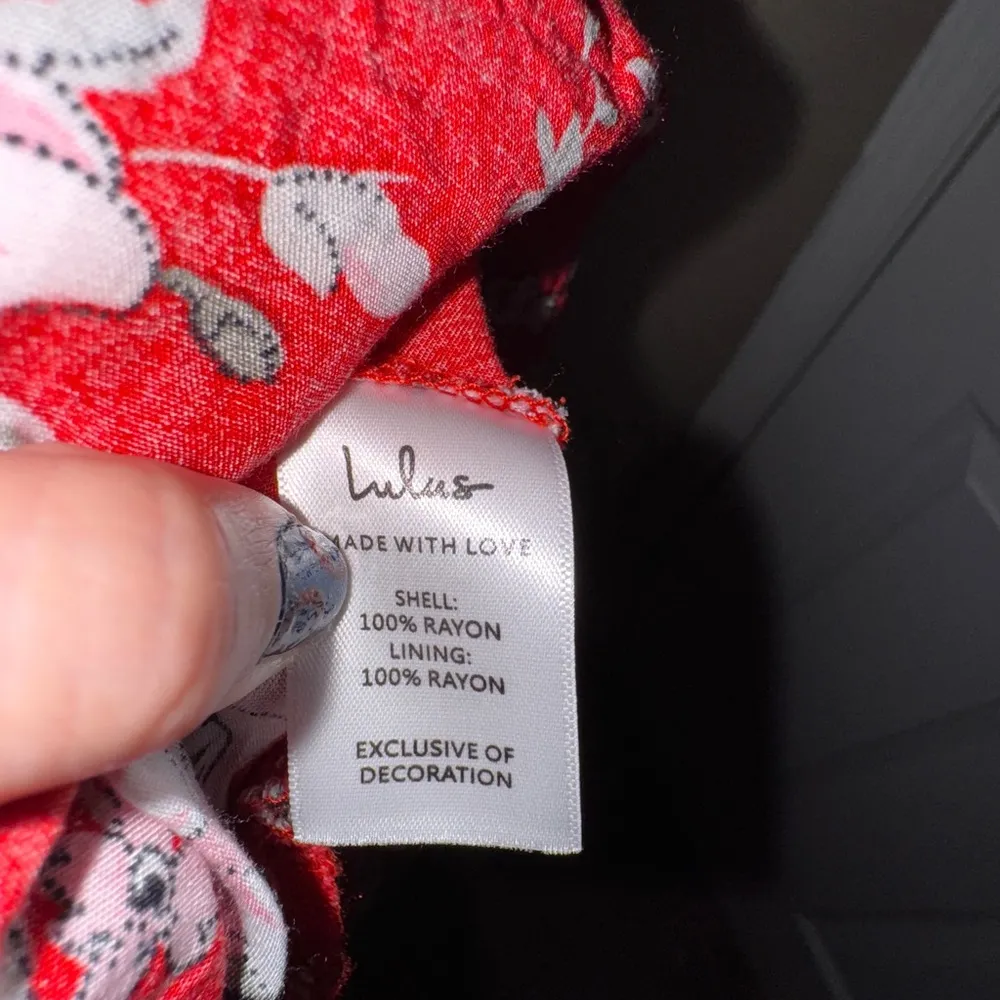 Lulus
MADE WITH LOVE
SHELL:
100% RAYON
LINING:
100% RAYON
EXCLUSIVE OF
DECORATION